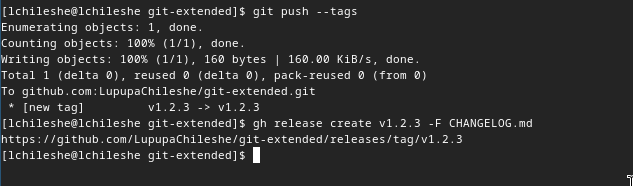 [lchileshe@lchileshe git-extended]$ git push --tags
Enumerating objects: 1, done.
Counting objects: 100% (1/1), done.
Writing objects: 100% (1/1), 160 bytes | 160.00 KiB/s, done.
Total 1 (delta 0), reused 0 (delta 0), pack-reused 0 (from 0)
To github.com:LupupaChileshe/git-extended.git
 * [new tag]         v1.2.3 -> v1.2.3
[lchileshe@lchileshe git-extended]$ gh release create v1.2.3 -F CHANGELOG.md
https://github.com/LupupaChileshe/git-extended/releases/tag/v1.2.3
[lchileshe@lchileshe git-extended]$